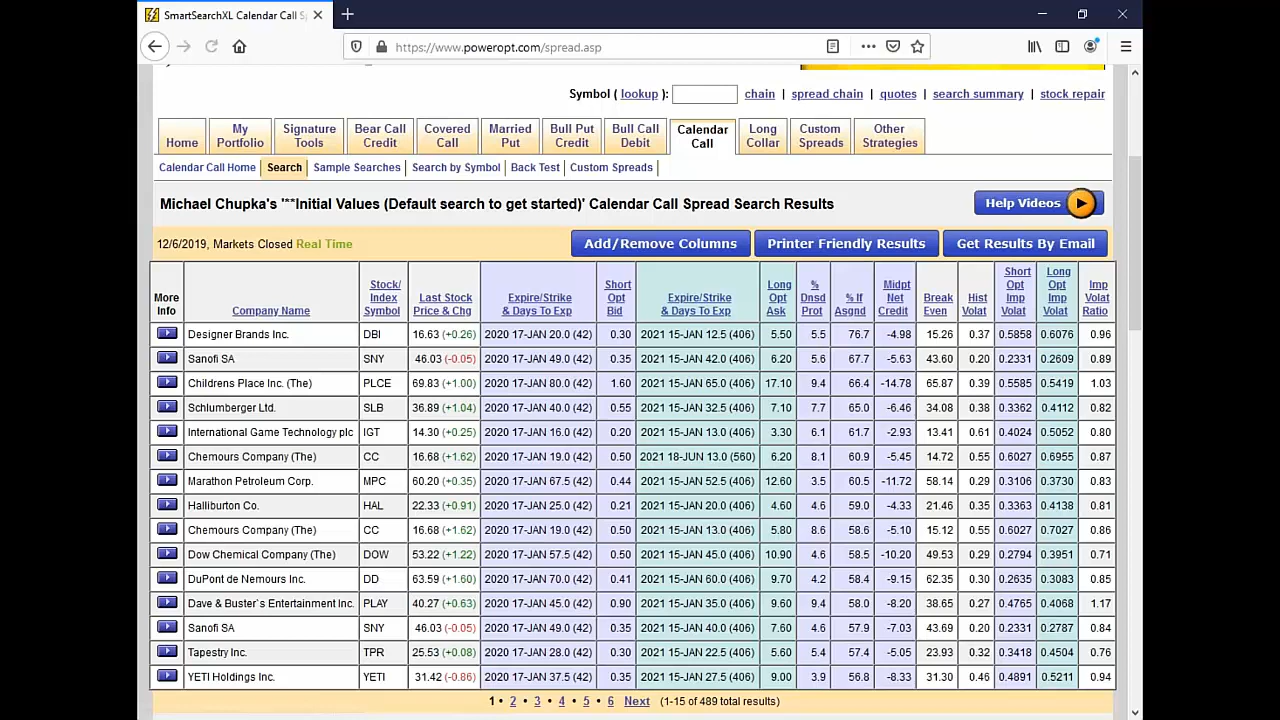 SmartSearchXL Calendar Call S
https://www.poweropt.com/spread.asp
Symbol ( lookup ): chain | spread chain | quotes | search summary | stock repair
Home My Portfolio Signature Tools Bear Call Credit Covered Call Married Put Bull Put Credit Bull Call Debit Calendar Call Long Collar Custom Spreads Other Strategies
Calendar Call Home Search Sample Searches Search by Symbol Back Test Custom Spreads
Michael Chupka's '**Initial Values (Default search to get started)' Calendar Call Spread Search Results Help Videos
12/6/2019, Markets Closed Real Time Add/Remove Columns Printer Friendly Results Get Results By Email
More Info Company Name Stock/ Index Symbol Last Stock Price & Chg Expire/Strike & Days To Exp Short Opt Bid Expire/Strike & Days To Exp Long Opt Ask % Dnsd Prot % If Asgnd Midpt Net Credit Break Even Hist Volat Short Opt Imp Volat Long Opt Imp Volat Imp Volat Ratio
Designer Brands Inc. DBI 16.63 (+0.26) 2020 17-JAN 20.0 (42) 0.30 2021 15-JAN 12.5 (406) 5.50 5.5 76.7 -4.98 15.26 0.37 0.5858 0.6076 0.96
Sanofi SA SNY 46.03 (-0.05) 2020 17-JAN 49.0 (42) 0.35 2021 15-JAN 42.0 (406) 6.20 5.6 67.7 -5.63 43.60 0.20 0.2331 0.2609 0.89
Childrens Place Inc. (The) PLCE 69.83 (+1.00) 2020 17-JAN 80.0 (42) 1.60 2021 15-JAN 65.0 (406) 17.10 9.4 66.4 -14.78 65.87 0.39 0.5585 0.5419 1.03
Schlumberger Ltd. SLB 36.89 (+1.04) 2020 17-JAN 40.0 (42) 0.55 2021 15-JAN 32.5 (406) 7.10 7.7 65.0 -6.46 34.08 0.38 0.3362 0.4112 0.82
International Game Technology plc IGT 14.30 (+0.25) 2020 17-JAN 16.0 (42) 0.20 2021 15-JAN 13.0 (406) 3.30 6.1 61.7 -2.93 13.41 0.61 0.4024 0.5052 0.80
Chemours Company (The) CC 16.68 (+1.62) 2020 17-JAN 19.0 (42) 0.50 2021 18-JUN 13.0 (560) 6.20 8.1 60.9 -5.45 14.72 0.55 0.6027 0.6955 0.87
Marathon Petroleum Corp. MPC 60.20 (+0.35) 2020 17-JAN 67.5 (42) 0.44 2021 15-JAN 52.5 (406) 12.60 3.5 60.5 -11.72 58.14 0.29 0.3106 0.3730 0.83
Halliburton Co. HAL 22.33 (+0.91) 2020 17-JAN 25.0 (42) 0.21 2021 15-JAN 20.0 (406) 4.60 4.6 59.0 -4.33 21.46 0.35 0.3363 0.4138 0.81
Chemours Company (The) CC 16.68 (+1.62) 2020 17-JAN 19.0 (42) 0.50 2021 15-JAN 13.0 (406) 5.80 8.6 58.6 -5.10 15.12 0.55 0.6027 0.7027 0.86
Dow Chemical Company (The) DOW 53.22 (+1.22) 2020 17-JAN 57.5 (42) 0.50 2021 15-JAN 45.0 (406) 10.90 4.6 58.5 -10.20 49.53 0.29 0.2794 0.3951 0.71
DuPont de Nemours Inc. DD 63.59 (+1.60) 2020 17-JAN 70.0 (42) 0.41 2021 15-JAN 60.0 (406) 9.70 4.2 58.4 -9.15 62.35 0.30 0.2635 0.3083 0.85
Dave & Buster`s Entertainment Inc. PLAY 40.27 (+0.63) 2020 17-JAN 45.0 (42) 0.90 2021 15-JAN 35.0 (406) 9.60 9.4 58.0 -8.20 38.65 0.27 0.4765 0.4068 1.17
Sanofi SA SNY 46.03 (-0.05) 2020 17-JAN 49.0 (42) 0.35 2021 15-JAN 40.0 (406) 7.60 4.6 57.9 -7.03 43.69 0.20 0.2331 0.2787 0.84
Tapestry Inc. TPR 25.53 (+0.08) 2020 17-JAN 28.0 (42) 0.30 2021 15-JAN 22.5 (406) 5.60 5.4 57.4 -5.05 23.93 0.32 0.3418 0.4504 0.76
YETI Holdings Inc. YETI 31.42 (-0.86) 2020 17-JAN 37.5 (42) 0.35 2021 15-JAN 27.5 (406) 9.00 3.9 56.8 -8.33 31.30 0.46 0.4891 0.5211 0.94
1 • 2 • 3 • 4 • 5 • 6 Next (1-15 of 489 total results)